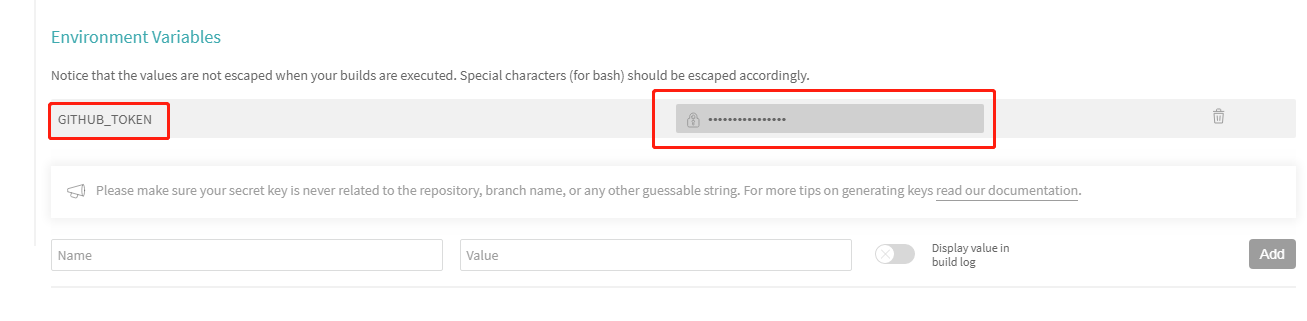 Environment Variables
Notice that the values are not escaped when your builds are executed. Special characters (for bash) should be escaped accordingly.
GITHUB_TOKEN ••••••••••••••••
Please make sure your secret key is never related to the repository, branch name, or any other guessable string. For more tips on generating keys read our documentation.
Name Value Display value in
build log Add